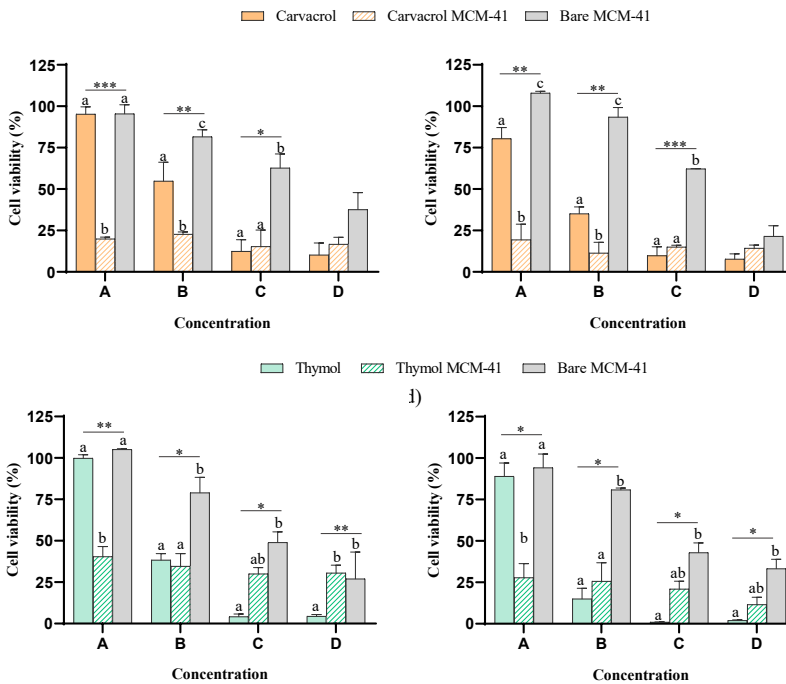 Carvacrol Carvacrol MCM-41 Bare MCM-41
125
100
75
50
25
0
Cell viability (%)
***
a a
b
**
a
b
c
*
a
a
b
A B C D
Concentration
125
100
75
50
25
0
Cell viability (%)
**
a
b
c
**
a
b
c
***
a a
b
A B C D
Concentration
Thymol Thymol MCM-41 Bare MCM-41
d)
125
100
75
50
25
0
Cell viability (%)
**
a a
b
*
a a
b
*
a
ab
b
**
a
b b
A B C D
Concentration
125
100
75
50
25
0
Cell viability (%)
*
a a
b
*
a
a
b
*
a
ab
b
*
a
ab
b
A B C D
Concentration